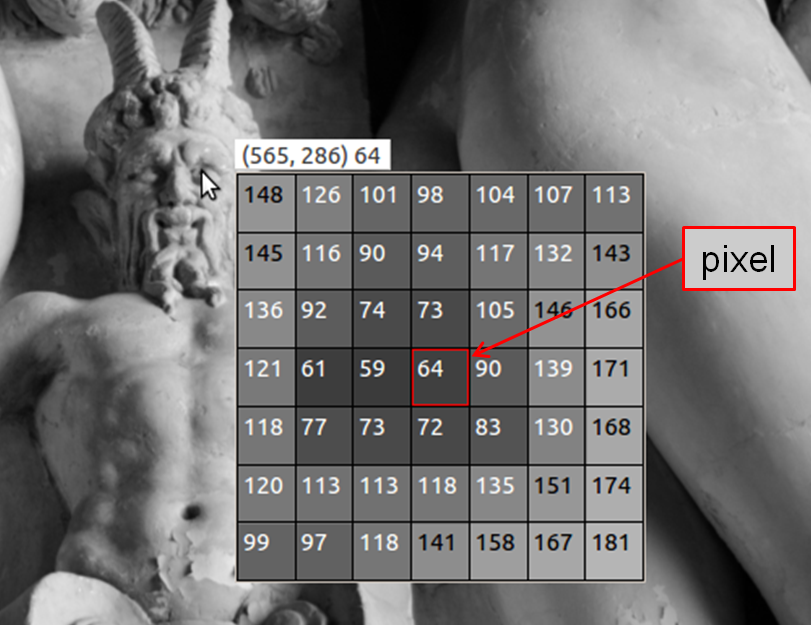 (565, 286) 64
148 126 101 98 104 107 113
145 116 90 94 117 132 143
pixel
136 92 74 73 105 146 166
121 61 59 64 90 139 171
118 77 73 72 83 130 168
120 113 113 118 135 151 174
99 97 118 141 158 167 181